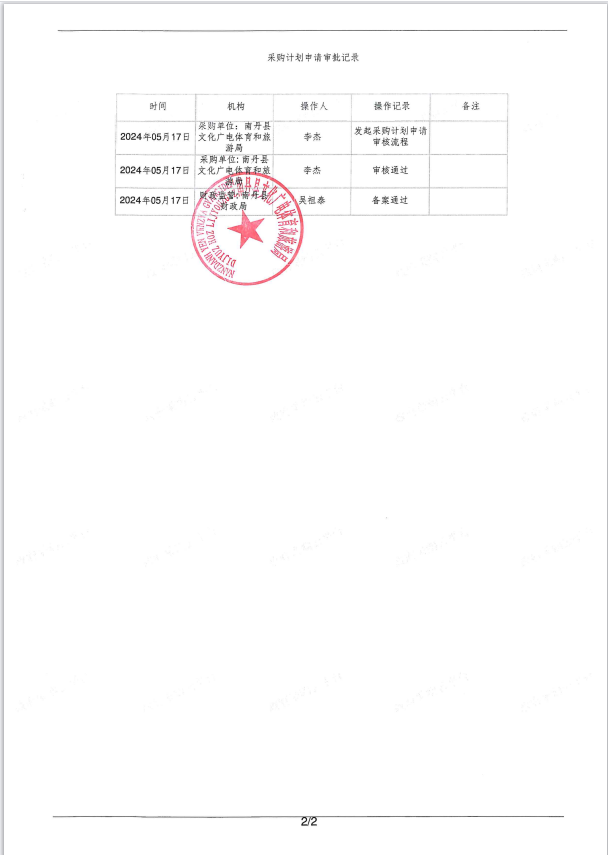 采购计划申请审批记录
时间 机构 操作人 操作记录 备注
2024年05月17日 采购单位：南丹县文化广电体育和旅游局 李杰 发起采购计划申请审核流程
2024年05月17日 采购单位：南丹县文化广电体育和旅游局 李杰 审核通过
2024年05月17日 财政监管：南丹县财政局 吴祖泰 备案通过
2/2